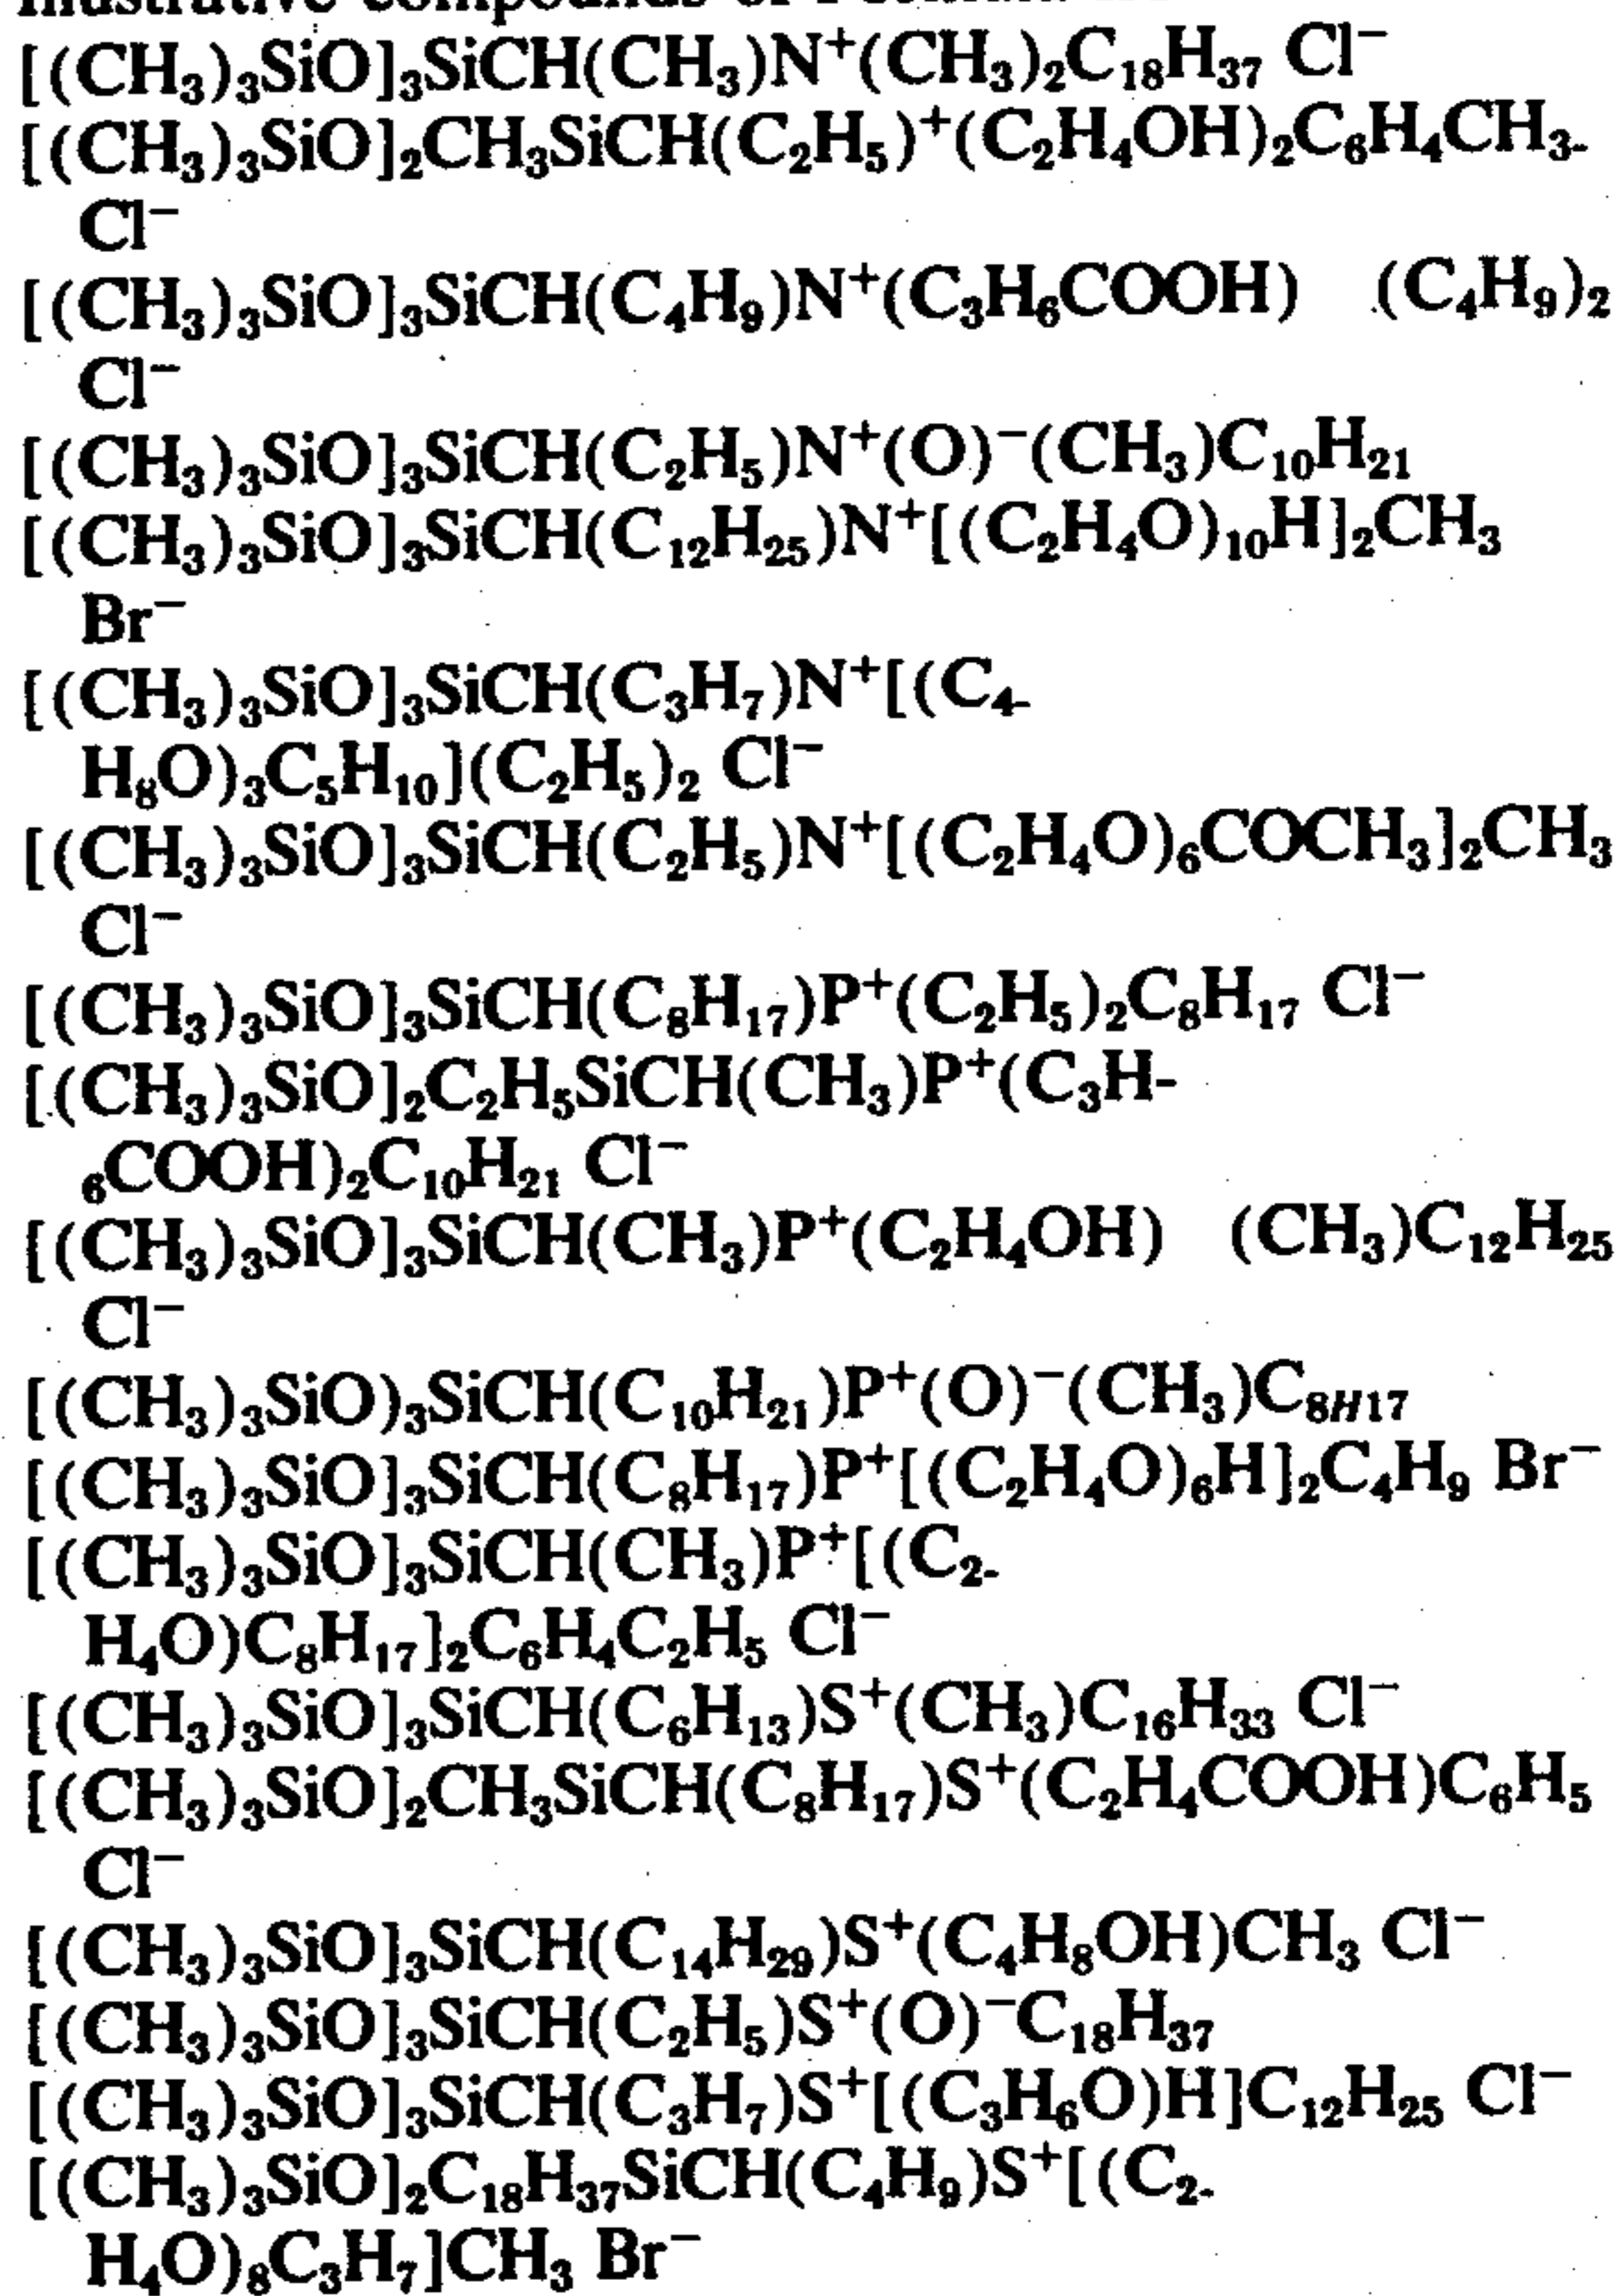 [(CH₃)₃SiO]₃SiCH(CH₃)N⁺(CH₃)₂C₁₈H₃₇ Cl⁻
[(CH₃)₃SiO]₂CH₃SiCH(C₂H₅)⁺(C₂H₄OH)₂C₆H₄CH₃-
Cl⁻
[(CH₃)₃SiO]₃SiCH(C₄H₉)N⁺(C₃H₆COOH) (C₄H₉)₂
Cl⁻
[(CH₃)₃SiO]₃SiCH(C₂H₅)N⁺(O)⁻(CH₃)C₁₀H₂₁
[(CH₃)₃SiO]₃SiCH(C₁₂H₂₅)N⁺[(C₂H₄O)₁₀H]₂CH₃
Br⁻
[(CH₃)₃SiO]₃SiCH(C₃H₇)N⁺[(C₄-
H₈O)₃C₅H₁₀](C₂H₅)₂ Cl⁻
[(CH₃)₃SiO]₃SiCH(C₂H₅)N⁺[(C₂H₄O)₆COCH₃]₂CH₃
Cl⁻
[(CH₃)₃SiO]₃SiCH(C₈H₁₇)P⁺(C₂H₅)₂C₈H₁₇ Cl⁻
[(CH₃)₃SiO]₂C₂H₅SiCH(CH₃)P⁺(C₃H-
₆COOH)₂C₁₀H₂₁ Cl⁻
[(CH₃)₃SiO]₃SiCH(CH₃)P⁺(C₂H₄OH) (CH₃)C₁₂H₂₅
Cl⁻
[(CH₃)₃SiO)₃SiCH(C₁₀H₂₁)P⁺(O)⁻(CH₃)C₈H₁₇
[(CH₃)₃SiO]₃SiCH(C₈H₁₇)P⁺[(C₂H₄O)₆H]₂C₄H₉ Br⁻
[(CH₃)₃SiO]₃SiCH(CH₃)P⁺[(C₂-
H₄O)C₈H₁₇]₂C₆H₄C₂H₅ Cl⁻
[(CH₃)₃SiO]₃SiCH(C₆H₁₃)S⁺(CH₃)C₁₆H₃₃ Cl⁻
[(CH₃)₃SiO]₂CH₃SiCH(C₈H₁₇)S⁺(C₂H₄COOH)C₆H₅
Cl⁻
[(CH₃)₃SiO]₃SiCH(C₁₄H₂₉)S⁺(C₄H₈OH)CH₃ Cl⁻
[(CH₃)₃SiO]₃SiCH(C₂H₅)S⁺(O)⁻C₁₈H₃₇
[(CH₃)₃SiO]₃SiCH(C₃H₇)S⁺[(C₃H₆O)H]C₁₂H₂₅ Cl⁻
[(CH₃)₃SiO]₂C₁₈H₃₇SiCH(C₄H₉)S⁺[(C₂-
H₄O)₈C₃H₇]CH₃ Br⁻